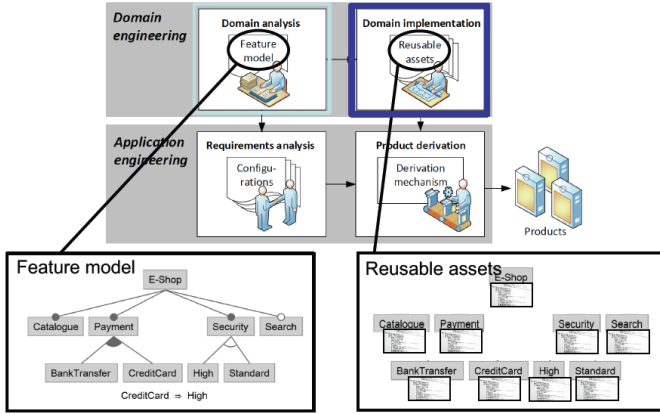 Domain
engineering
Domain analysis
Feature
model
Domain implementation
Reusable
assets
Application
engineering
Requirements analysis
Configu-
rations
Product derivation
Derivation
mechanism
Products
Feature model
E-Shop
Catalogue
Payment
Security
Search
BankTransfer
CreditCard
High
Standard
CreditCard ⇒ High
Reusable assets
E-Shop
Catalogue
Payment
Security
Search
BankTransfer
CreditCard
High
Standard